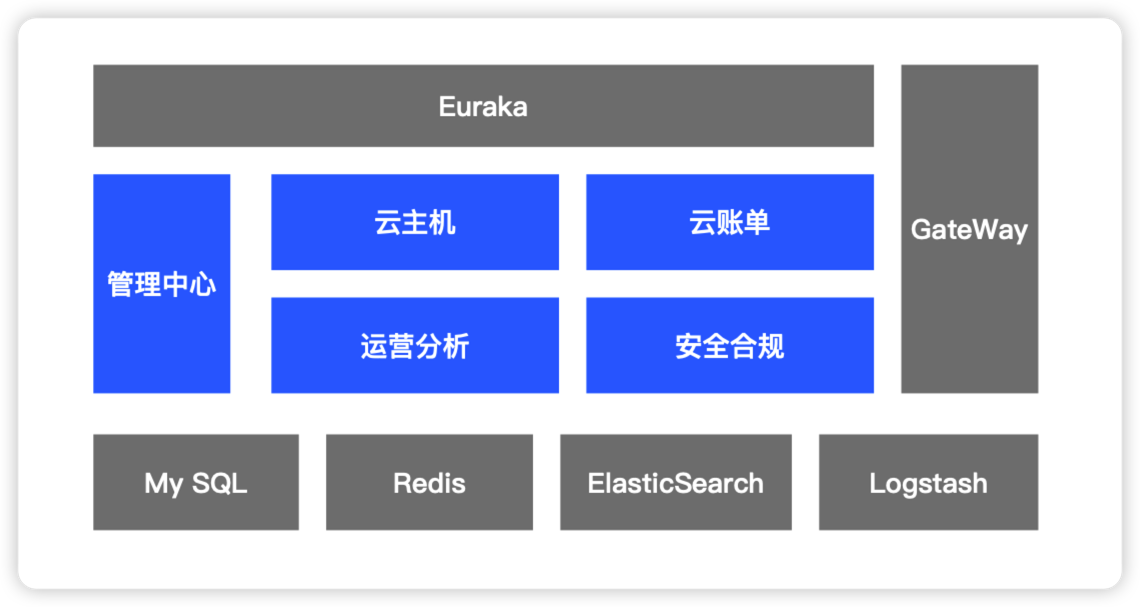 Euraka
GateWay
管理中心
云主机
云账单
运营分析
安全合规
My SQL
Redis
ElasticSearch
Logstash